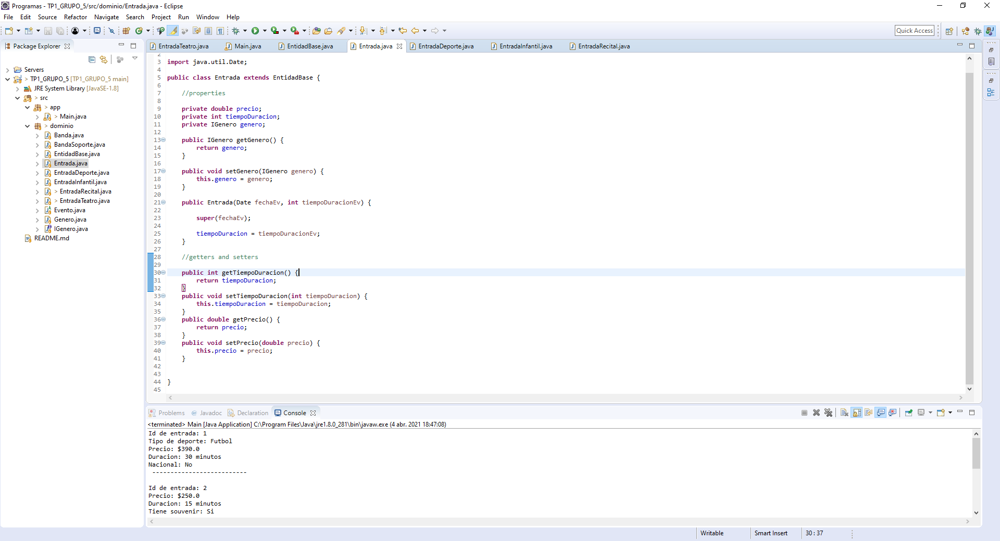 Programas - TP1_GRUPO_5/src/dominio/Entrada.java - Eclipse
File Edit Source Refactor Navigate Search Project Run Window Help
Quick Access
Package Explorer
Servers
> TP1_GRUPO_5 [TP1_GRUPO_5 main]
JRE System Library [JavaSE-1.8]
> src
> app
> Main.java
> dominio
Banda.java
BandaSoporte.java
EntidadBase.java
Entrada.java
EntradaDeporte.java
EntradaInfantil.java
> EntradaRecital.java
> EntradaTeatro.java
Evento.java
Genero.java
IGenero.java
README.md
EntradaTeatro.java Main.java EntidadBase.java Entrada.java EntradaDeporte.java EntradaInfantil.java EntradaRecital.java
2
3 import java.util.Date;
4
5 public class Entrada extends EntidadBase {
6
7 //properties
8
9 private double precio;
10 private int tiempoDuracion;
11 private IGenero genero;
12
13 public IGenero getGenero() {
14 return genero;
15 }
16
17 public void setGenero(IGenero genero) {
18 this.genero = genero;
19 }
20
21 public Entrada(Date fechaEv, int tiempoDuracionEv) {
22
23 super(fechaEv);
24
25 tiempoDuracion = tiempoDuracionEv;
26 }
27
28 //getters and setters
29
30 public int getTiempoDuracion() {
31 return tiempoDuracion;
32 }
33 public void setTiempoDuracion(int tiempoDuracion) {
34 this.tiempoDuracion = tiempoDuracion;
35 }
36 public double getPrecio() {
37 return precio;
38 }
39 public void setPrecio(double precio) {
40 this.precio = precio;
41 }
42
43
44 }
45
Problems @ Javadoc Declaration Console
<terminated> Main [Java Application] C:\Program Files\Java\jre1.8.0_281\bin\javaw.exe (4 abr. 2021 18:47:08)
Id de entrada: 1
Tipo de deporte: Futbol
Precio: $390.0
Duracion: 30 minutos
Nacional: No
--------------------------
Id de entrada: 2
Precio: $250.0
Duracion: 15 minutos
Tiene souvenir: Si
Writable Smart Insert 30 : 37